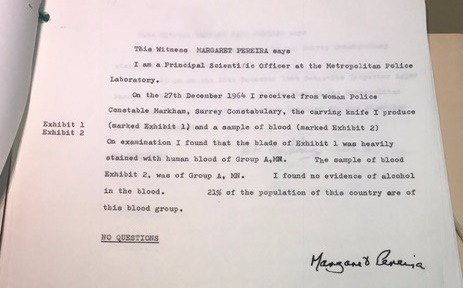 This Witness MARGARET PEREIRA says
I am a Principal Scientific Officer at the Metropolitan Police
Laboratory.
On the 27th December 1964 I received from Woman Police
Constable Markham, Surrey Constabulary, the carving knife I produce
Exhibit 1 (marked Exhibit 1) and a sample of blood (marked Exhibit 2)
Exhibit 2
On examination I found that the blade of Exhibit 1 was heavily
stained with human blood of Group A,MN. The sample of blood
Exhibit 2, was of Group A, MN. I found no evidence of alcohol
in the blood. 21% of the population of this country are of
this blood group.
NO QUESTIONS
Margaret Pereira